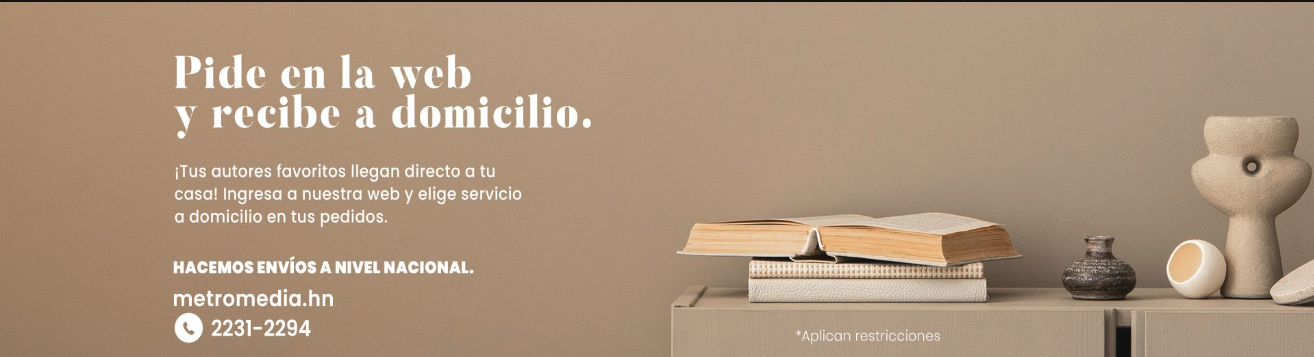 Pide en la web
y recibe a domicilio.
¡Tus autores favoritos llegan directo a tu
casa! Ingresa a nuestra web y elige servicio
a domicilio en tus pedidos.
HACEMOS ENVÍOS A NIVEL NACIONAL.
metromedia.hn
2231-2294
*Aplican restricciones